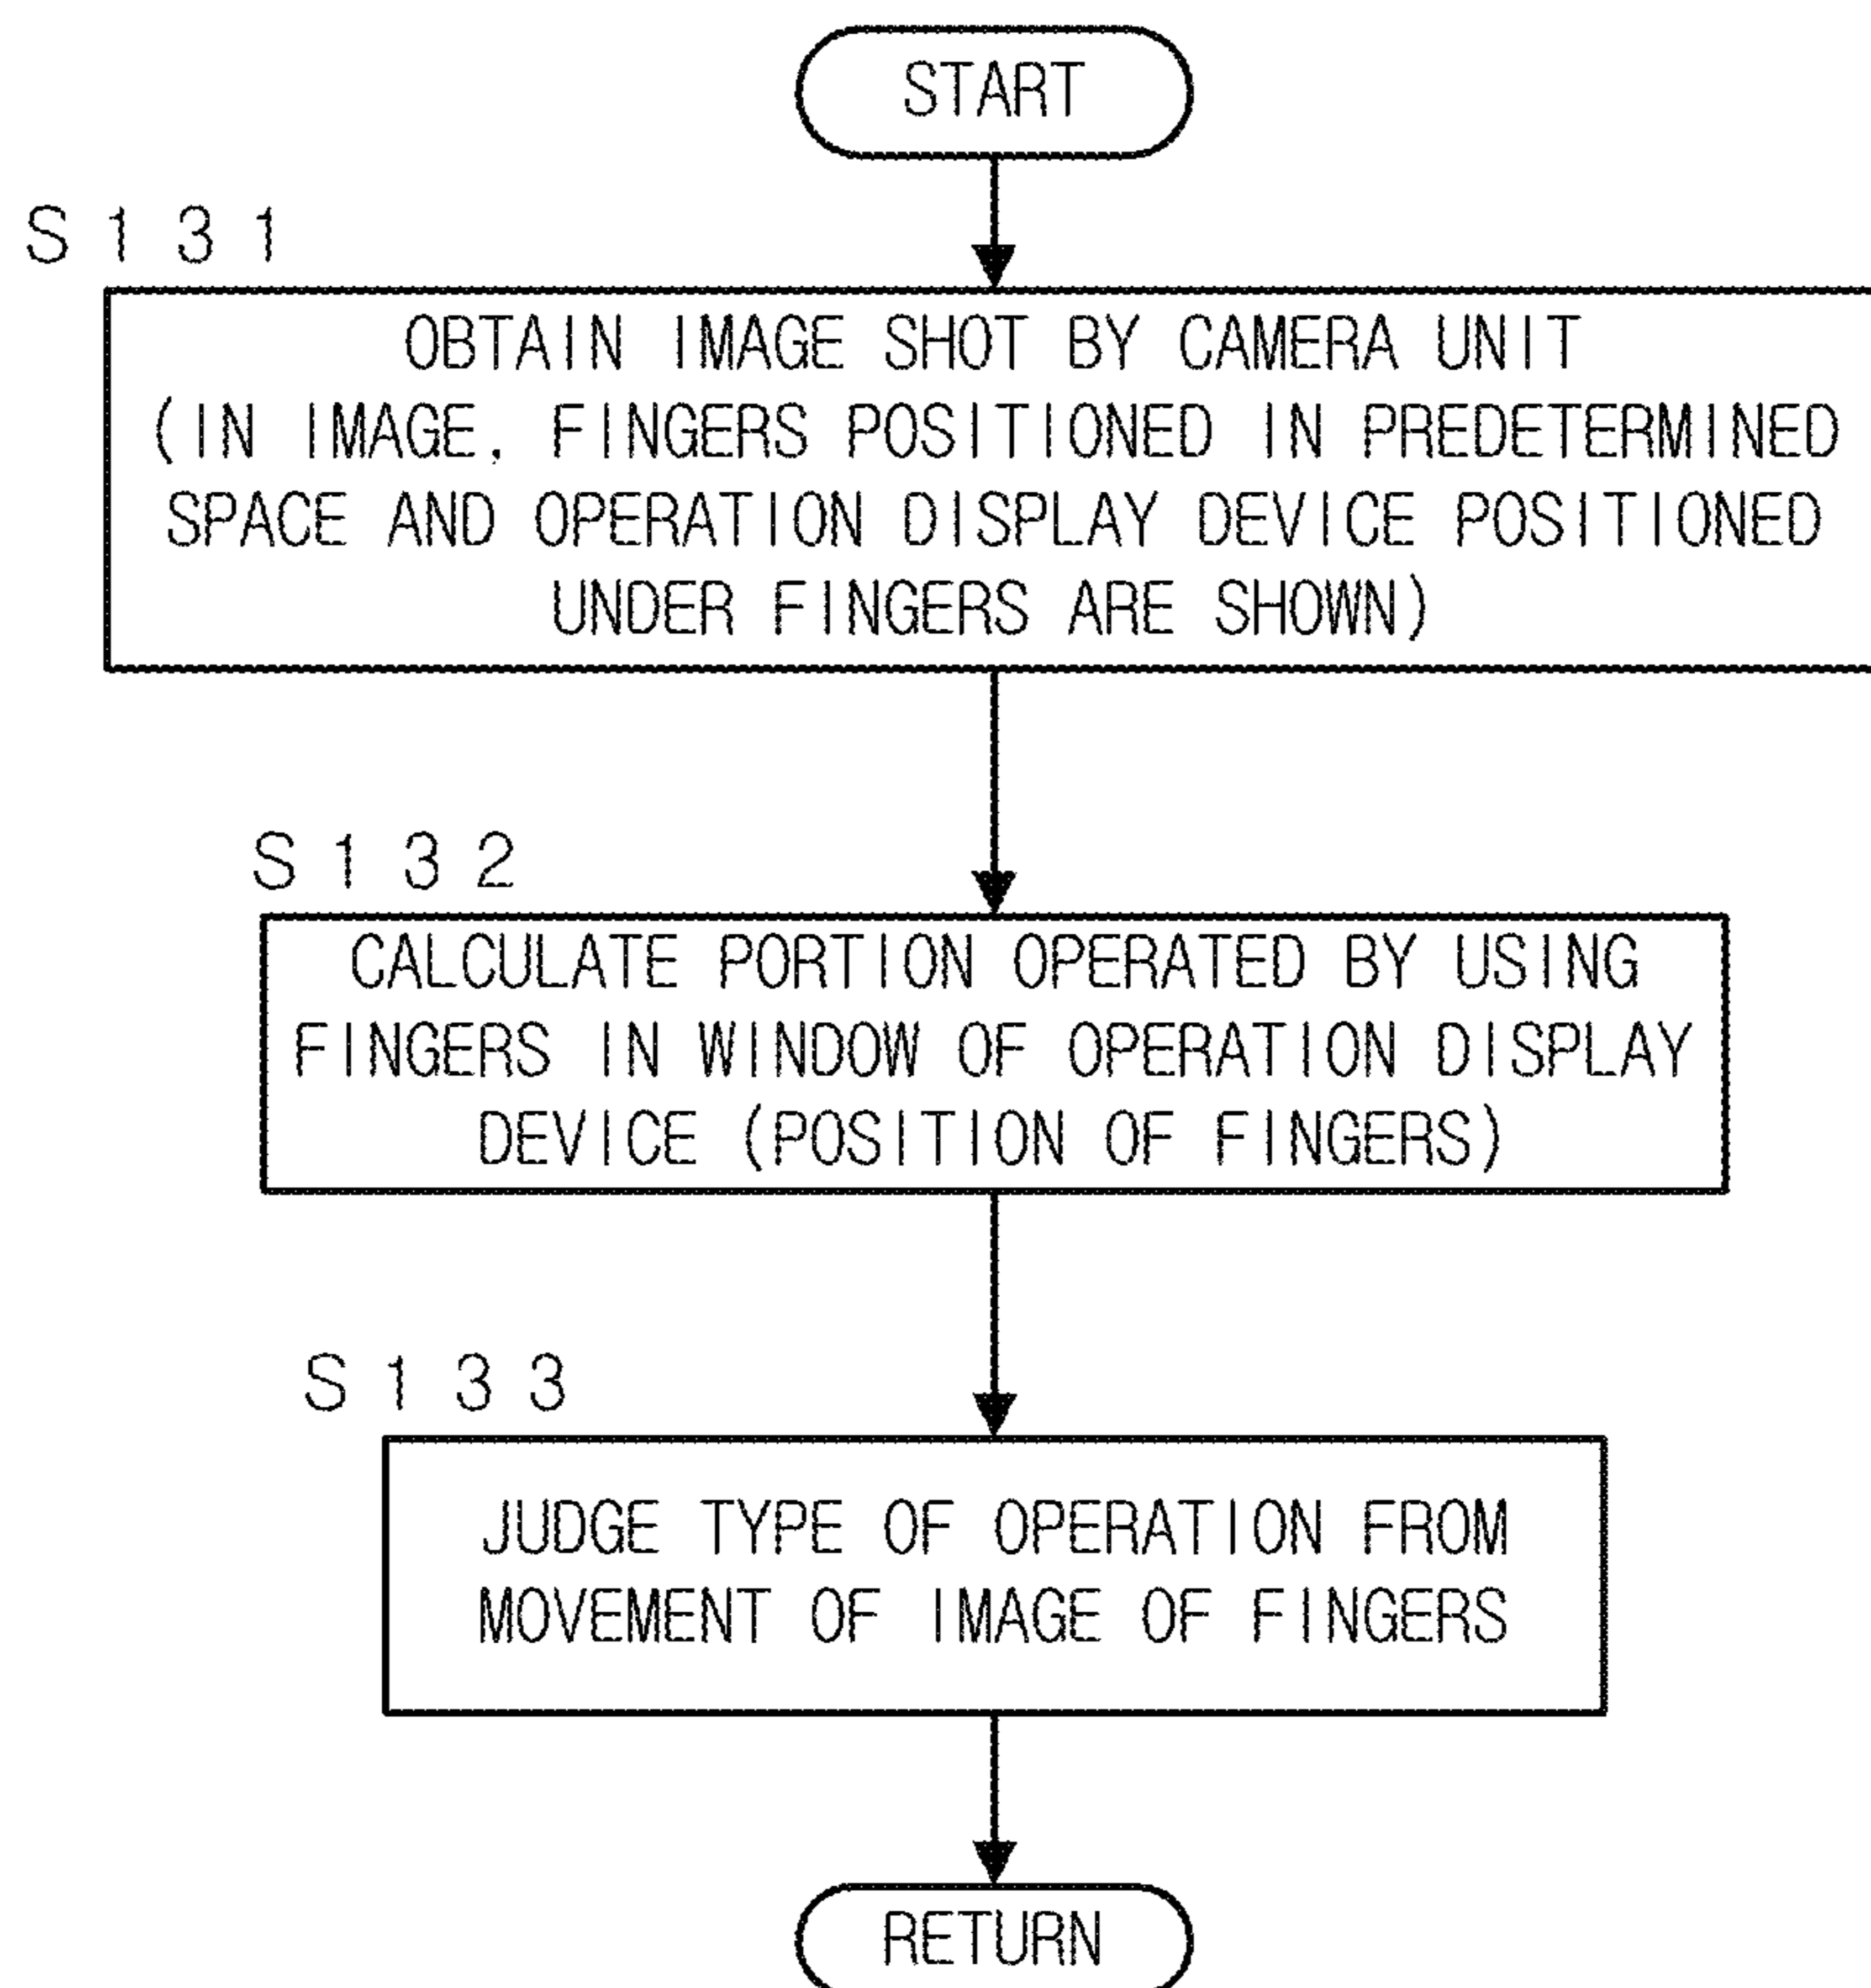 START
S131
OBTAIN IMAGE SHOT BY CAMERA UNIT
(IN IMAGE, FINGERS POSITIONED IN PREDETERMINED
SPACE AND OPERATION DISPLAY DEVICE POSITIONED
UNDER FINGERS ARE SHOWN)
S132
CALCULATE PORTION OPERATED BY USING
FINGERS IN WINDOW OF OPERATION DISPLAY
DEVICE (POSITION OF FINGERS)
S133
JUDGE TYPE OF OPERATION FROM
MOVEMENT OF IMAGE OF FINGERS
RETURN